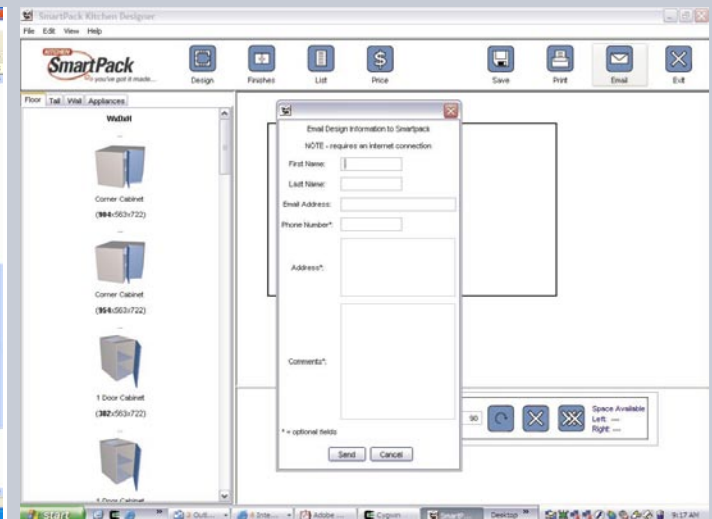 SmartPack Kitchen Designer
File Edit View Help
KITCHEN
SmartPack
you've got it made...
Design Finishes List Price Save Print Email Exit
Floor Tall Wall Appliances
WxDxH
...
Corner Cabinet
(904x563x722)
...
Corner Cabinet
(954x563x722)
...
1 Door Cabinet
(382x563x722)
...
1 Door Cabinet
Email Design Information to Smartpack
NOTE - requires an internet connection
First Name:
Last Name:
Email Address:
Phone Number*:
Address*:
Comments*:
* = optional fields
Send Cancel
90
Space Available
Left: ---
Right: ---
start
2 Outl...
4 Inte...
Adobe ...
Cygwin
Desktop
9:17 AM